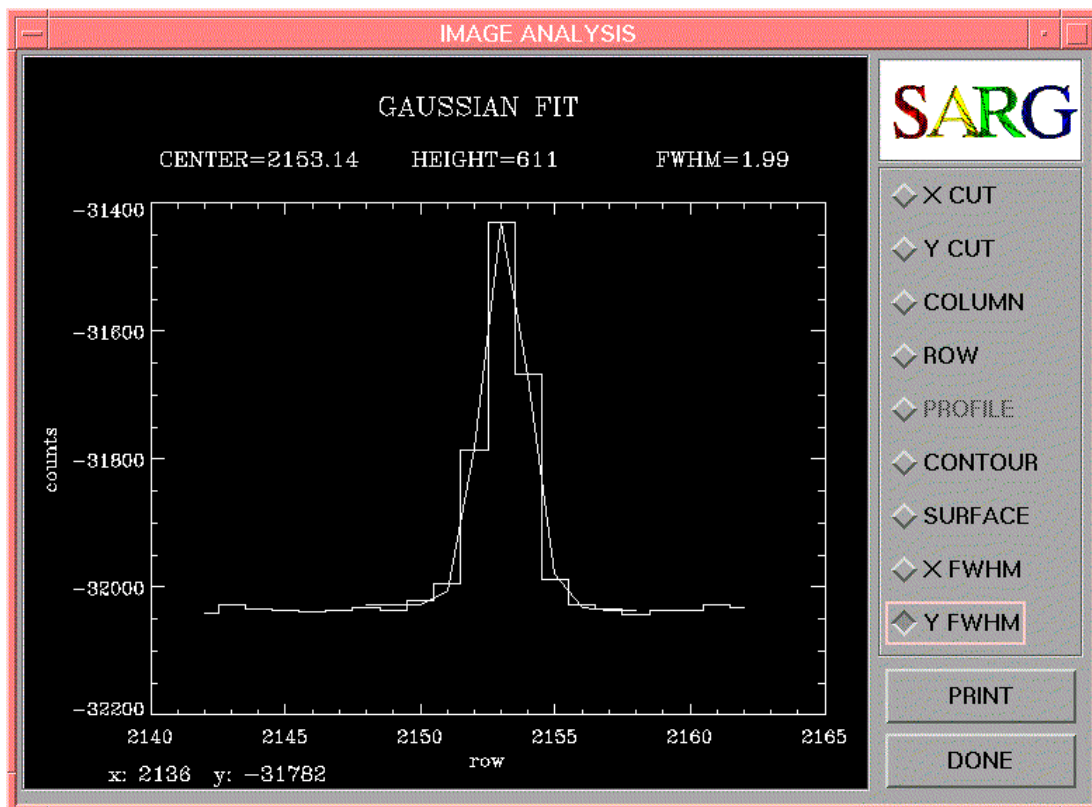 IMAGE ANALYSIS
GAUSSIAN FIT
CENTER=2153.14 HEIGHT=611 FWHM=1.99
-31400
-31600
-31800
-32000
-32200
counts
2140 2145 2150 2155 2160 2165
row
x: 2136 y: -31782
SARG
X CUT
Y CUT
COLUMN
ROW
PROFILE
CONTOUR
SURFACE
X FWHM
Y FWHM
PRINT
DONE